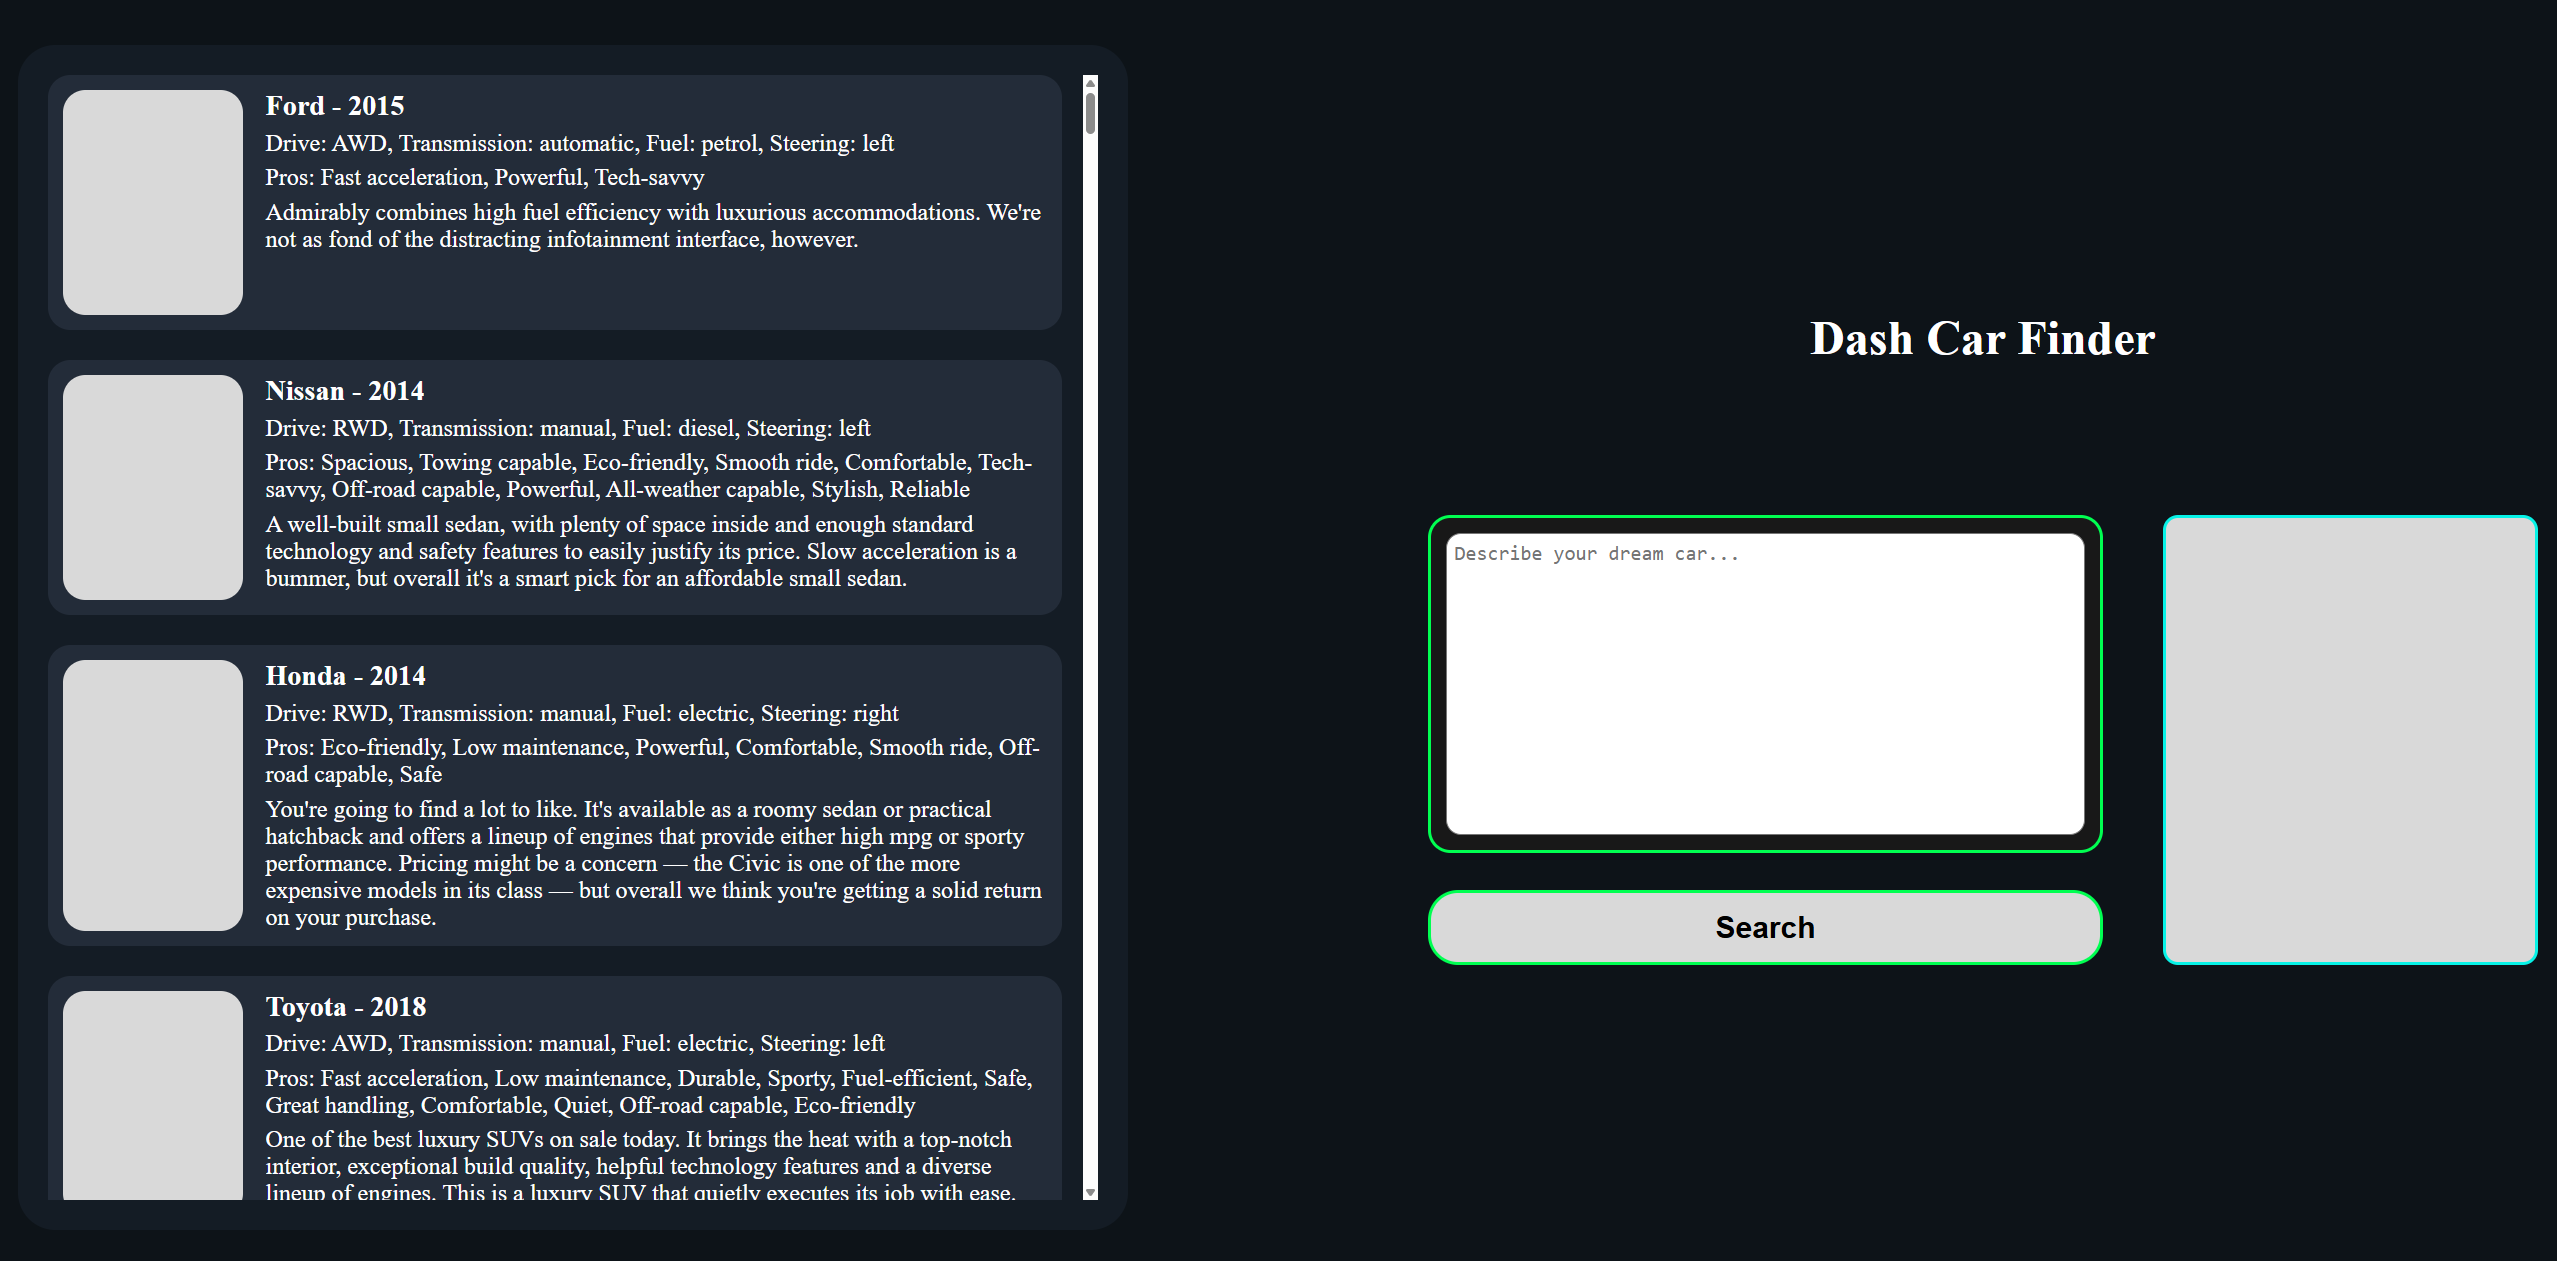 Ford - 2015
Drive: AWD, Transmission: automatic, Fuel: petrol, Steering: left
Pros: Fast acceleration, Powerful, Tech-savvy
Admirably combines high fuel efficiency with luxurious accommodations. We're
not as fond of the distracting infotainment interface, however.
Nissan - 2014
Drive: RWD, Transmission: manual, Fuel: diesel, Steering: left
Pros: Spacious, Towing capable, Eco-friendly, Smooth ride, Comfortable, Tech-
savvy, Off-road capable, Powerful, All-weather capable, Stylish, Reliable
A well-built small sedan, with plenty of space inside and enough standard
technology and safety features to easily justify its price. Slow acceleration is a
bummer, but overall it's a smart pick for an affordable small sedan.
Honda - 2014
Drive: RWD, Transmission: manual, Fuel: electric, Steering: right
Pros: Eco-friendly, Low maintenance, Powerful, Comfortable, Smooth ride, Off-
road capable, Safe
You're going to find a lot to like. It's available as a roomy sedan or practical
hatchback and offers a lineup of engines that provide either high mpg or sporty
performance. Pricing might be a concern — the Civic is one of the more
expensive models in its class — but overall we think you're getting a solid return
on your purchase.
Toyota - 2018
Drive: AWD, Transmission: manual, Fuel: electric, Steering: left
Pros: Fast acceleration, Low maintenance, Durable, Sporty, Fuel-efficient, Safe,
Great handling, Comfortable, Quiet, Off-road capable, Eco-friendly
One of the best luxury SUVs on sale today. It brings the heat with a top-notch
interior, exceptional build quality, helpful technology features and a diverse
lineup of engines. This is a luxury SUV that quietly executes its job with ease.
Dash Car Finder
Describe your dream car...
Search